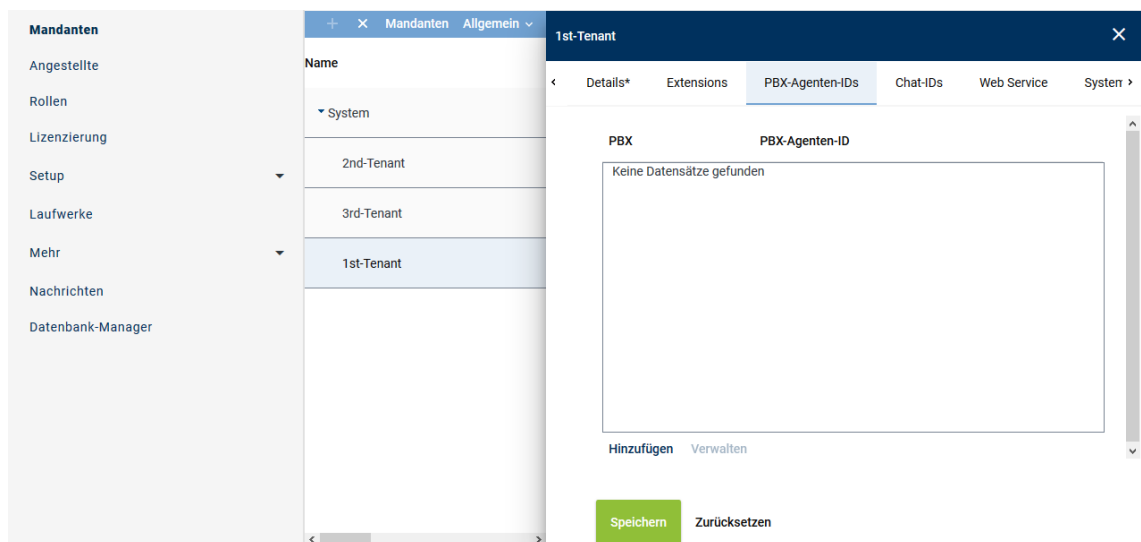 Mandanten
Angestellte
Rollen
Lizenzierung
Setup
Laufwerke
Mehr
Nachrichten
Datenbank-Manager
Mandanten Allgemein
Name
System
2nd-Tenant
3rd-Tenant
1st-Tenant
1st-Tenant
Details* Extensions PBX-Agenten-IDs Chat-IDs Web Service System
PBX PBX-Agenten-ID
Keine Datensätze gefunden
Hinzufügen Verwalten
Speichern Zurücksetzen